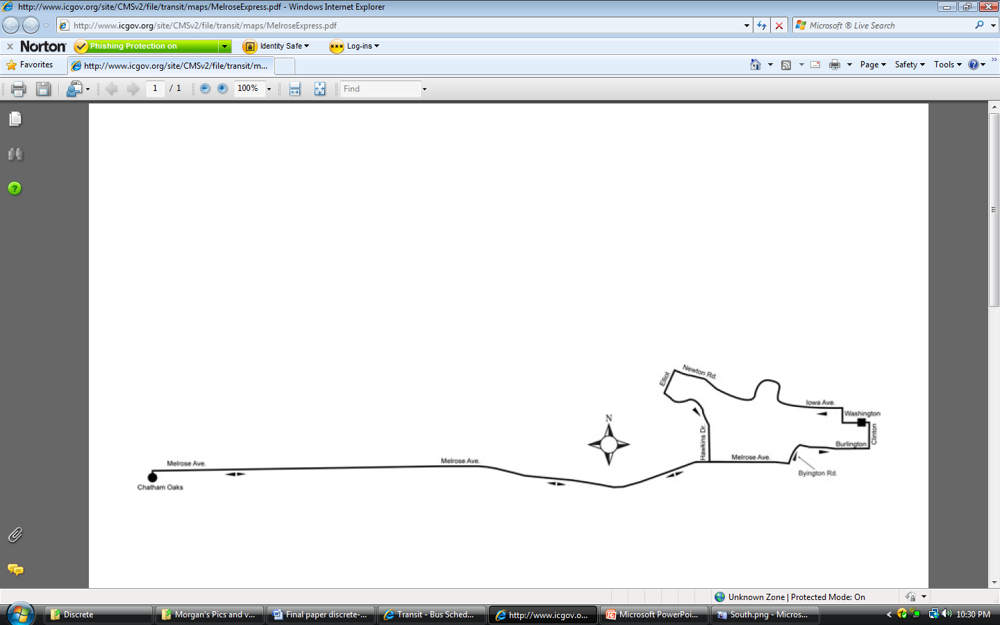 http://www.icgov.org/site/CMSv2/file/transit/maps/MelroseExpress.pdf - Windows Internet Explorer
http://www.icgov.org/site/CMSv2/file/transit/maps/MelroseExpress.pdf
Microsoft ® Live Search
x Norton Phishing Protection on Identity Safe Log-ins
Favorites http://www.icgov.org/site/CMSv2/file/transit/m... Page Safety Tools
1 / 1 100% Find
Newton Rd.
Elliot
Iowa Ave.
Washington
N
Clinton
Hawkins Dr.
Burlington
Melrose Ave. Melrose Ave. Melrose Ave.
Byington Rd.
Chatham Oaks
Unknown Zone | Protected Mode: On
Discrete Morgan's Pics and v... Final paper discrete-... Transit - Bus Sched... http://www.icgov.o... Microsoft PowerPoi... South.png - Micros... 10:30 PM